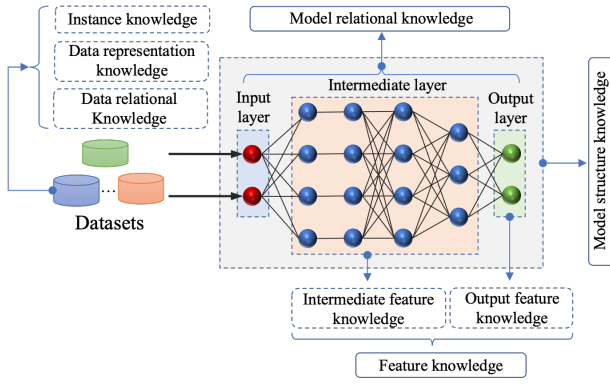 Instance knowledge
Data representation
knowledge
Data relational
Knowledge
Datasets
Model relational knowledge
Input
layer
Intermediate layer
Output
layer
Model structure knowledge
Intermediate feature
knowledge
Output feature
knowledge
Feature knowledge